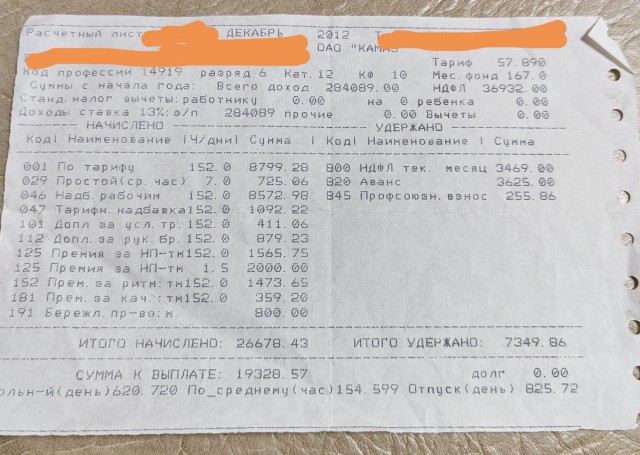 Расчетный лист ДЕКАБРЬ 2012
ОАО "КАМАЗ
Тариф 57.890
Код профессии 14919 разряд 6 Кат.12 КФ 10 Мес.фонд 167.0
Суммы с начала года: Всего доход 284089.00 НДФЛ 36932.00
Станд.налог вычеты:работнику 0.00 на 0 ребенка 0.00
Доходы ставка 13%:з/п 284089 прочие 0.00 Вычеты 0.00
НАЧИСЛЕНО УДЕРЖАНО
Код| Наименование |Ч/дни| Сумма | Код| Наименование | Сумма
001 По тарифу 152.0 8799.28 800 НДФЛ тек. месяц 3469.00
029 Простой(ср.час) 7.0 725.06 820 Аванс 3625.00
046 Надб.рабочим 152.0 8572.98 845 Профсоюзн.взнос 255.86
047 Тарифн.надбавка152.0 1092.22
101 Допл за усл.тр.152.0 411.06
112 Допл.за рук.бр.152.0 879.23
125 Премия за НП-тм152.0 1565.75
125 Премия за НП-тм 1.5 2000.00
152 Прем.за ритм:тм152.0 1473.65
181 Прем.за кач.:тм152.0 359.20
191 Бережл.пр-во:м. 800.00
ИТОГО НАЧИСЛЕНО: 26678.43 ИТОГО УДЕРЖАНО: 7349.86
СУММА К ВЫПЛАТЕ: 19328.57 долг 0.00
ольн-й(день)620.720 По_среднему(час)154.599 Отпуск(день) 825.72